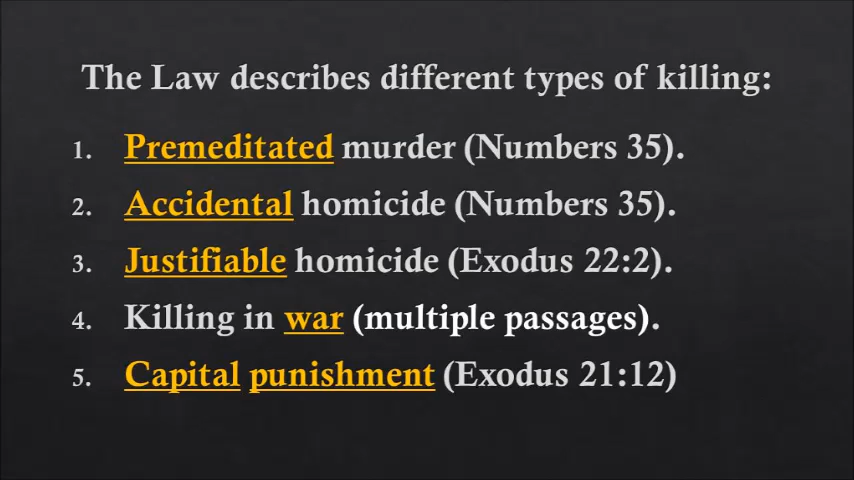 The Law describes different types of killing:
1. Premeditated murder (Numbers 35).
2. Accidental homicide (Numbers 35).
3. Justifiable homicide (Exodus 22:2).
4. Killing in war (multiple passages).
5. Capital punishment (Exodus 21:12)